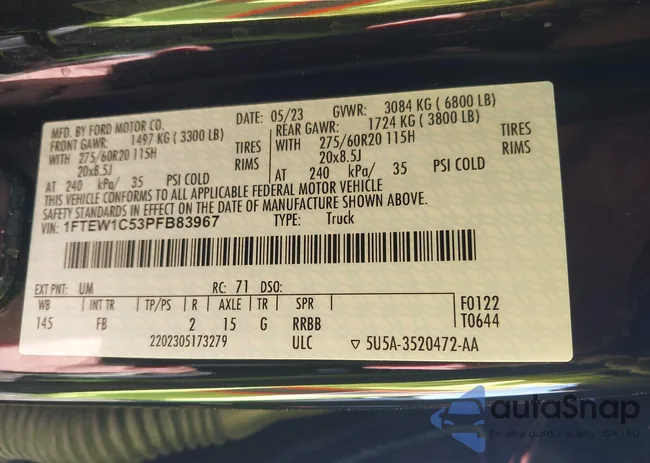 MFD. BY FORD MOTOR CO.
DATE: 05/23 GVWR: 3084 KG ( 6800 LB)
FRONT GAWR: 1497 KG ( 3300 LB)
REAR GAWR: 1724 KG ( 3800 LB)
WITH 275/60R20 115H TIRES
WITH 275/60R20 115H TIRES
20x8.5J RIMS
20x8.5J RIMS
AT 240 kPa/ 35 PSI COLD
AT 240 kPa/ 35 PSI COLD
THIS VEHICLE CONFORMS TO ALL APPLICABLE FEDERAL MOTOR VEHICLE
SAFETY STANDARDS IN EFFECT ON THE DATE OF MANUFACTURE SHOWN ABOVE.
VIN: 1FTEW1C53PFB83967 TYPE: Truck
EXT PNT: UM RC: 71 DSO:
WB INT TR TP/PS R AXLE TR SPR
145 FB 2 15 G RRBB
F0122
T0644
2202305173279 ULC ▽ 5U5A-3520472-AA
autaSnap